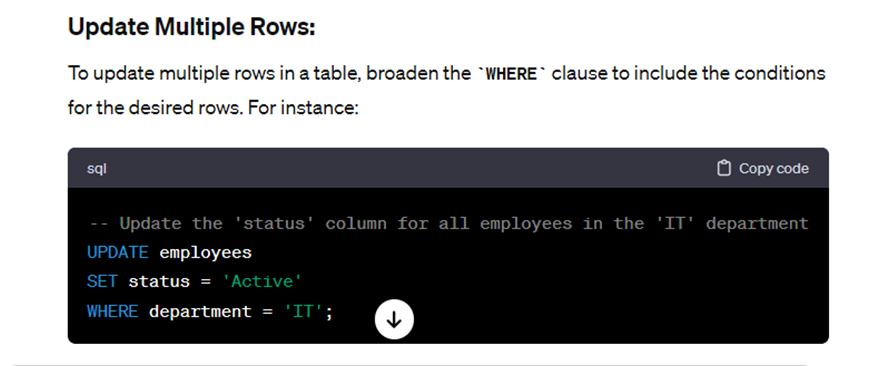 Update Multiple Rows:
To update multiple rows in a table, broaden the `WHERE` clause to include the conditions
for the desired rows. For instance:
sql
Copy code
-- Update the 'status' column for all employees in the 'IT' department
UPDATE employees
SET status = 'Active'
WHERE department = 'IT';